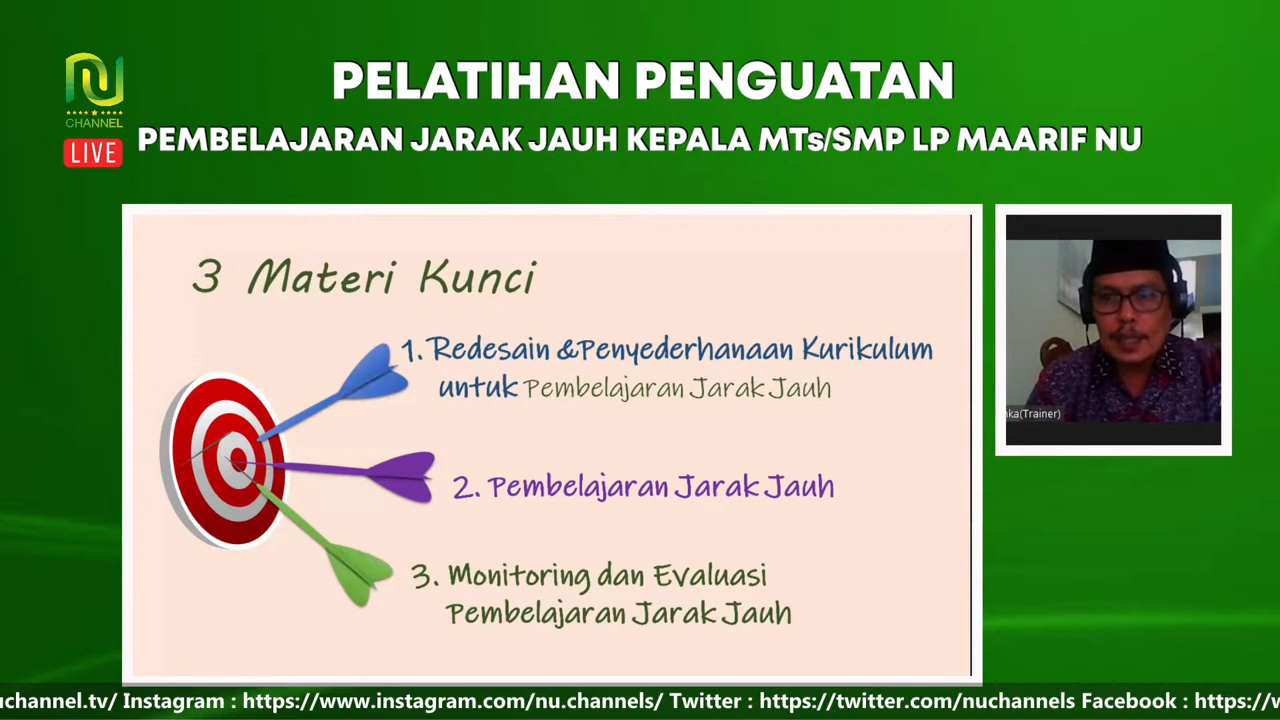 NU
CHANNEL
LIVE
PELATIHAN PENGUATAN
PEMBELAJARAN JARAK JAUH KEPALA MTs/SMP LP MAARIF NU
3 Materi Kunci
1. Redesain &Penyederhanaan Kurikulum
untuk Pembelajaran Jarak Jauh
2. Pembelajaran Jarak Jauh
3. Monitoring dan Evaluasi
Pembelajaran Jarak Jauh
nka(Trainer)
uchannel.tv/ Instagram : https://www.instagram.com/nu.channels/ Twitter : https://twitter.com/nuchannels Facebook : https://w